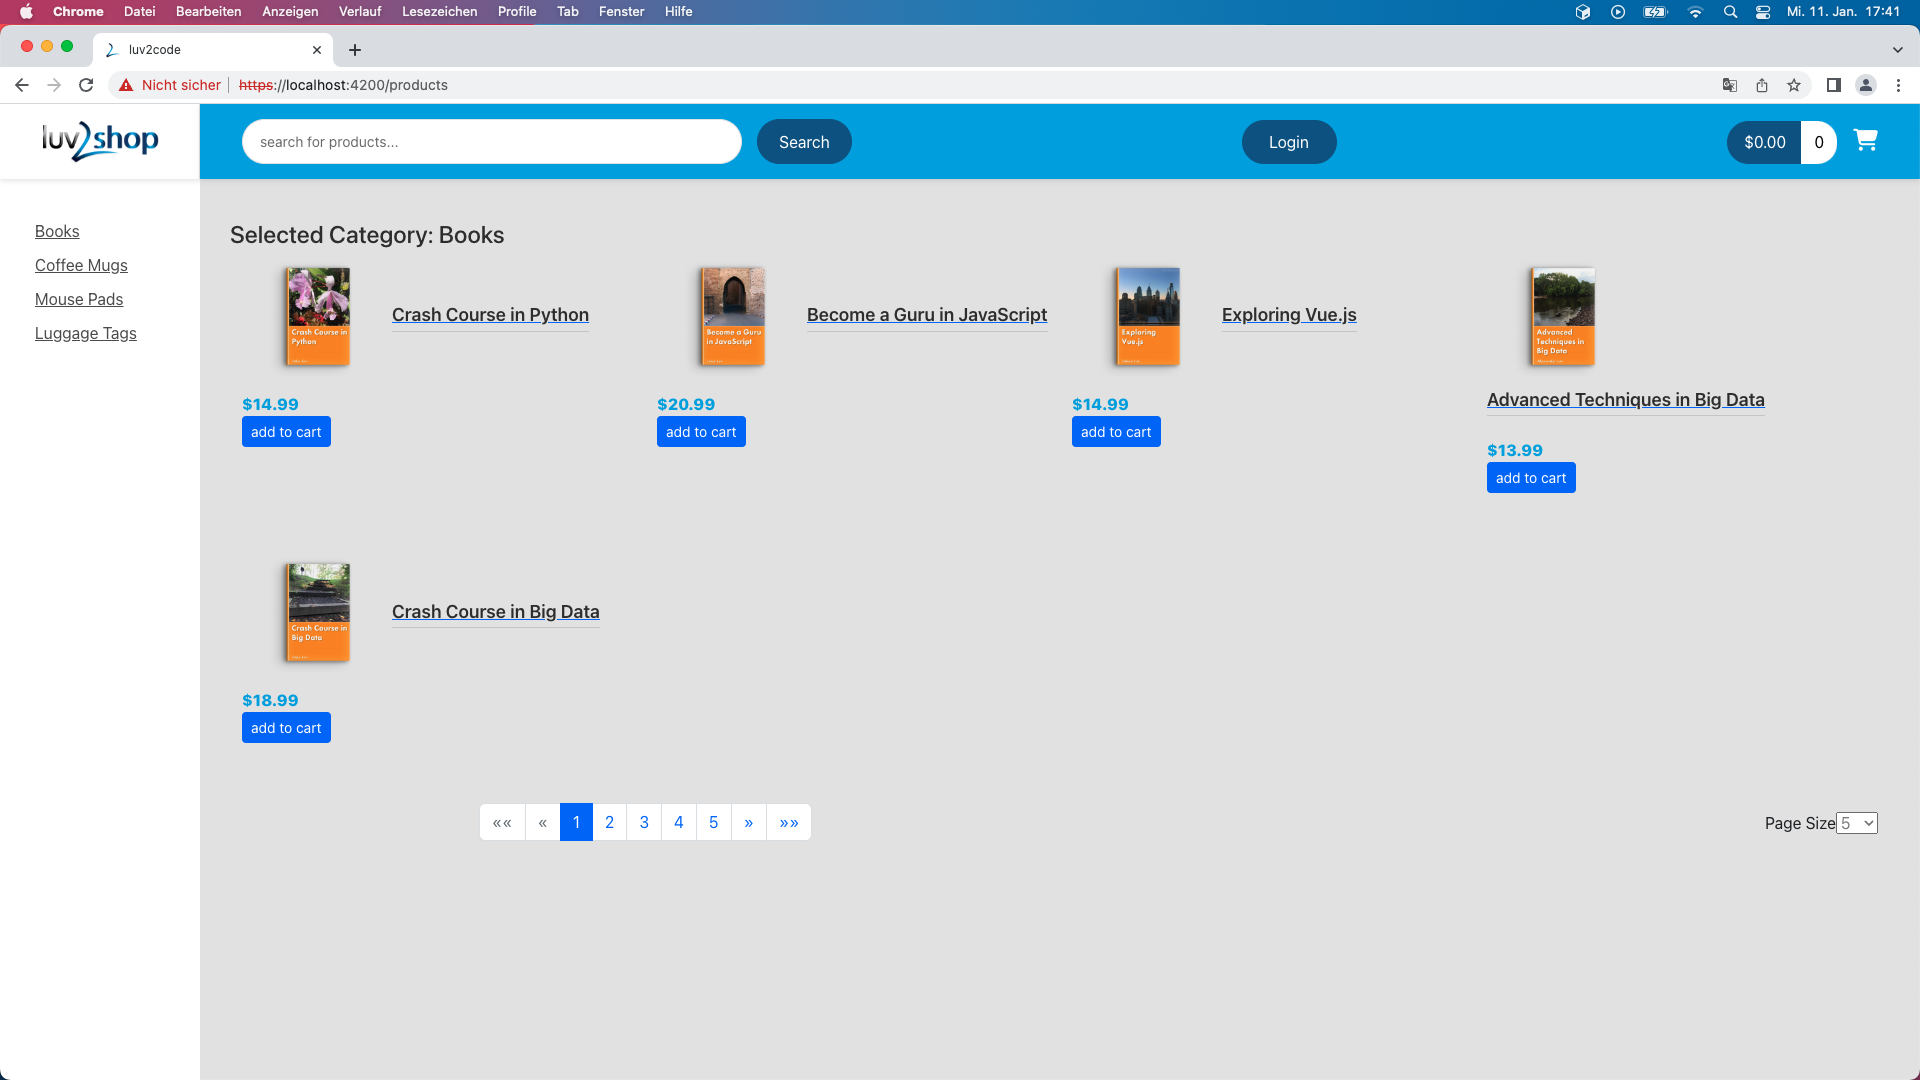 Chrome Datei Bearbeiten Anzeigen Verlauf Lesezeichen Profile Tab Fenster Hilfe Mi. 11. Jan. 17:41
luv2code
Nicht sicher https://localhost:4200/products
luv2shop
search for products...
Search
Login
$0.00 0
Books
Coffee Mugs
Mouse Pads
Luggage Tags
Selected Category: Books
Crash Course in
Python
Crash Course in Python
$14.99
add to cart
Become a Guru
in JavaScript
Become a Guru in JavaScript
$20.99
add to cart
Exploring
Vue.js
Exploring Vue.js
$14.99
add to cart
Advanced
Techniques in
Big Data
Advanced Techniques in Big Data
$13.99
add to cart
Crash Course in
Big Data
Crash Course in Big Data
$18.99
add to cart
«« « 1 2 3 4 5 » »»
Page Size 5